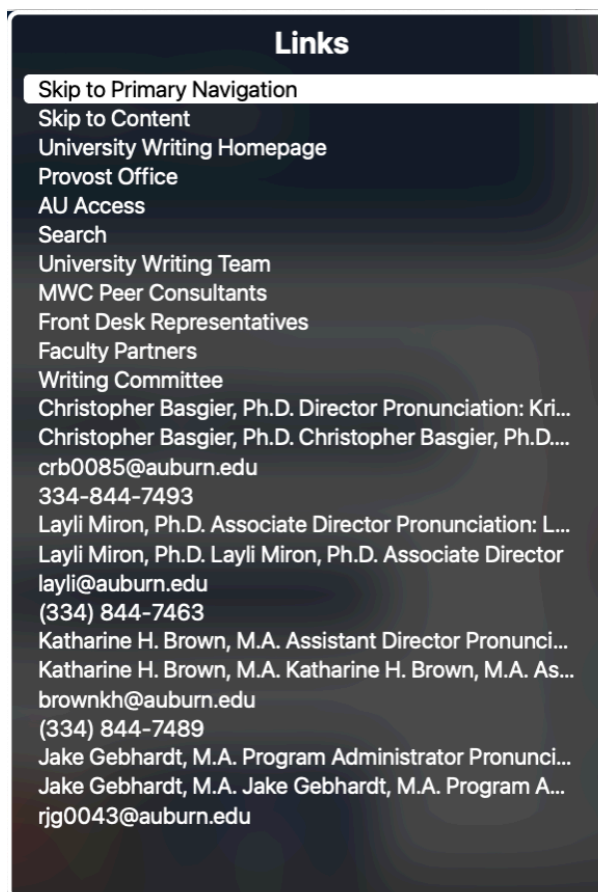 Links
Skip to Primary Navigation
Skip to Content
University Writing Homepage
Provost Office
AU Access
Search
University Writing Team
MWC Peer Consultants
Front Desk Representatives
Faculty Partners
Writing Committee
Christopher Basgier, Ph.D. Director Pronunciation: Kri...
Christopher Basgier, Ph.D. Christopher Basgier, Ph.D....
crb0085@auburn.edu
334-844-7493
Layli Miron, Ph.D. Associate Director Pronunciation: L...
Layli Miron, Ph.D. Layli Miron, Ph.D. Associate Director
layli@auburn.edu
(334) 844-7463
Katharine H. Brown, M.A. Assistant Director Pronunci...
Katharine H. Brown, M.A. Katharine H. Brown, M.A. As...
brownkh@auburn.edu
(334) 844-7489
Jake Gebhardt, M.A. Program Administrator Pronunci...
Jake Gebhardt, M.A. Jake Gebhardt, M.A. Program A...
rjg0043@auburn.edu